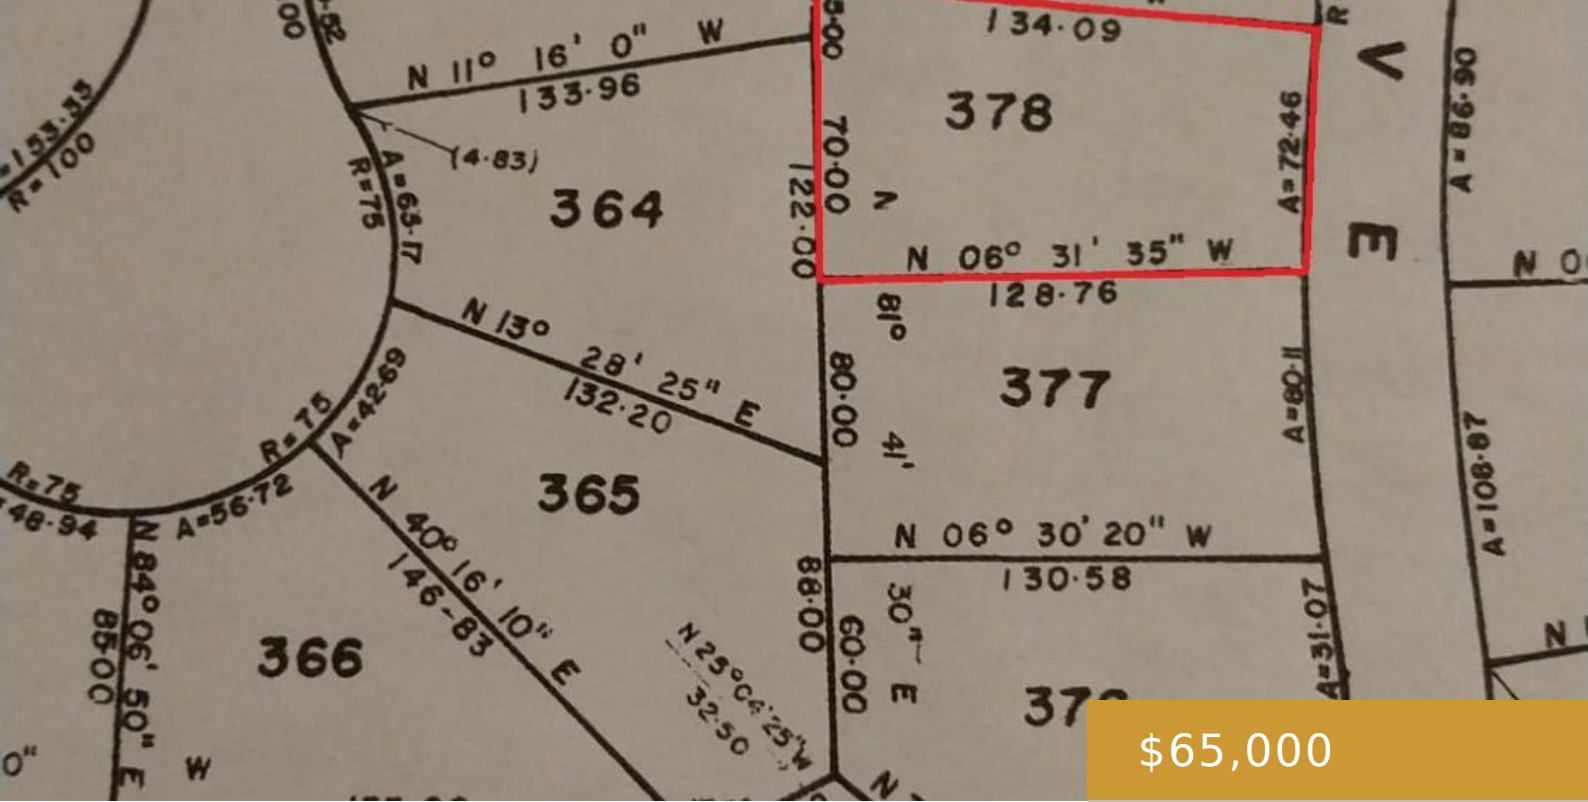 134.09
R
V
E
A=86.90
378
A=72.46
70.00
122.00
N 06° 31' 35" W
128.76
N 81° 41' 30" E
377
80.00
A=80.11
N 06° 30' 20" W
130.58
60.00
88.00
A=31.07
A=108.87
N
N 11° 16' 0" W
133.96
(4.83)
364
A=63.17
R=75
N 13° 28' 25" E
132.20
365
R=75
A=42.69
N 40° 16' 10" E
146-83
N 25° 04' 25" W
32.50
R=100
=153.33
R=75
48.94
A=56.72
N 84° 06' 50" E
85.00
366
0"
W
N
$65,000